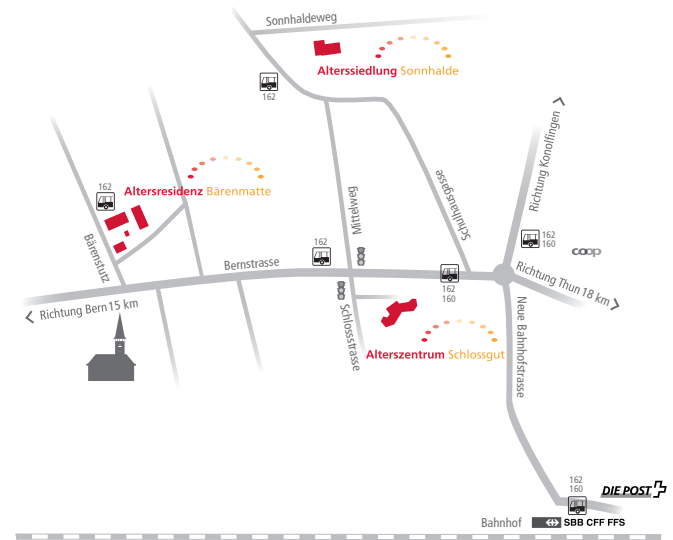 Sonnhaldeweg
Alterssiedlung Sonnhalde
162
Richtung Konolfingen
162
Altersresidenz Bärenmatte
Mittelweg
Schulhausgasse
Bärenstutz
162
Bernstrasse
162
160
coop
162
160
Richtung Thun 18 km
Richtung Bern 15 km
Schlossstrasse
Neue Bahnhofstrasse
Alterszentrum Schlossgut
162
160
DIE POST
Bahnhof
SBB CFF FFS